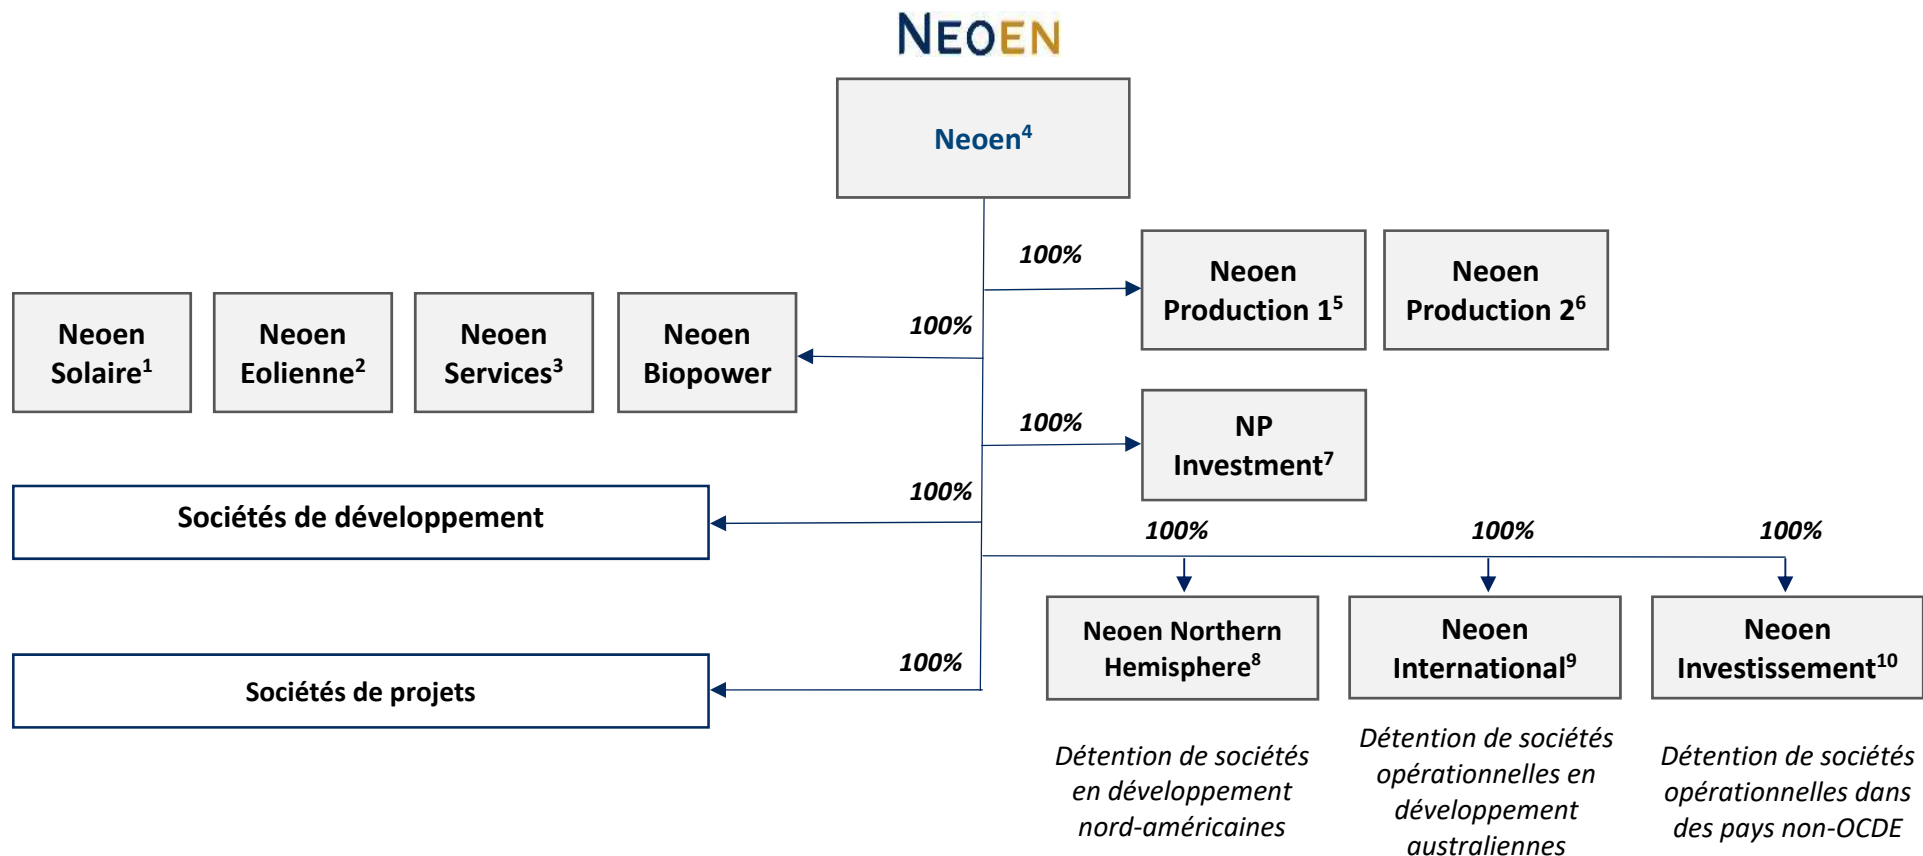 NEOEN
Neoen⁴
100%
Neoen
Production 1⁵
Neoen
Production 2⁶
Neoen
Solaire¹
Neoen
Eolienne²
Neoen
Services³
Neoen
Biopower
100%
100%
NP
Investment⁷
Sociétés de développement
100%
100%
100%
100%
Neoen Northern
Hemisphere⁸
Neoen
International⁹
Neoen
Investissement¹⁰
Sociétés de projets
100%
Détention de sociétés
en développement
nord-américaines
Détention de sociétés
opérationnelles en
développement
australiennes
Détention de sociétés
opérationnelles dans
des pays non-OCDE